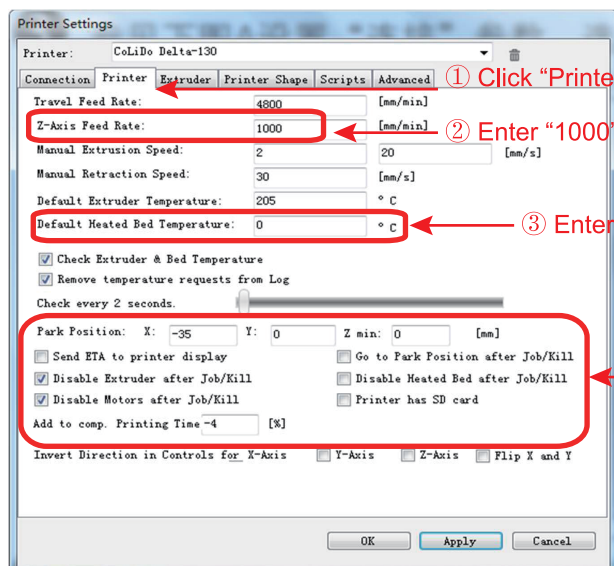 Printer Settings
Printer: CoLiDo Delta-130
Connection Printer Extruder Printer Shape Scripts Advanced
① Click “Printe
Travel Feed Rate: 4800 [mm/min]
Z-Axis Feed Rate: 1000 [mm/min]
② Enter “1000”
Manual Extrusion Speed: 2 20 [mm/s]
Manual Retraction Speed: 30 [mm/s]
Default Extruder Temperature: 205 ° C
Default Heated Bed Temperature: 0 ° C
③ Enter
Check Extruder & Bed Temperature
Remove temperature requests from Log
Check every 2 seconds.
Park Position: X: -35 Y: 0 Z min: 0 [mm]
Send ETA to printer display Go to Park Position after Job/Kill
Disable Extruder after Job/Kill Disable Heated Bed after Job/Kill
Disable Motors after Job/Kill Printer has SD card
Add to comp. Printing Time -4 [%]
Invert Direction in Controls for X-Axis Y-Axis Z-Axis Flip X and Y
OK Apply Cancel